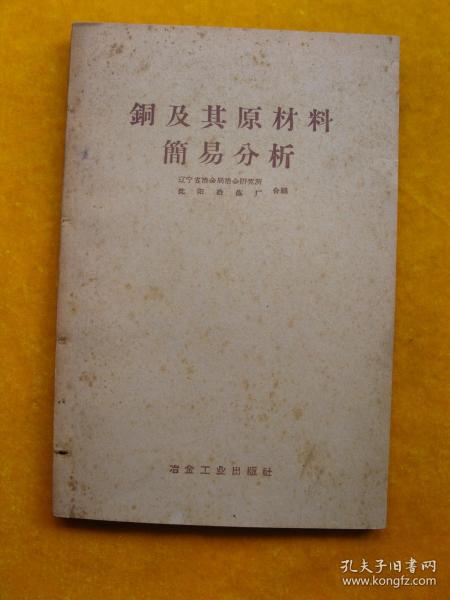 銅及其原材料
簡易分析
辽宁省冶金局冶金研究所
沈阳冶炼厂 合編
冶金工业出版社
孔夫子旧书网
www.kongfz.com